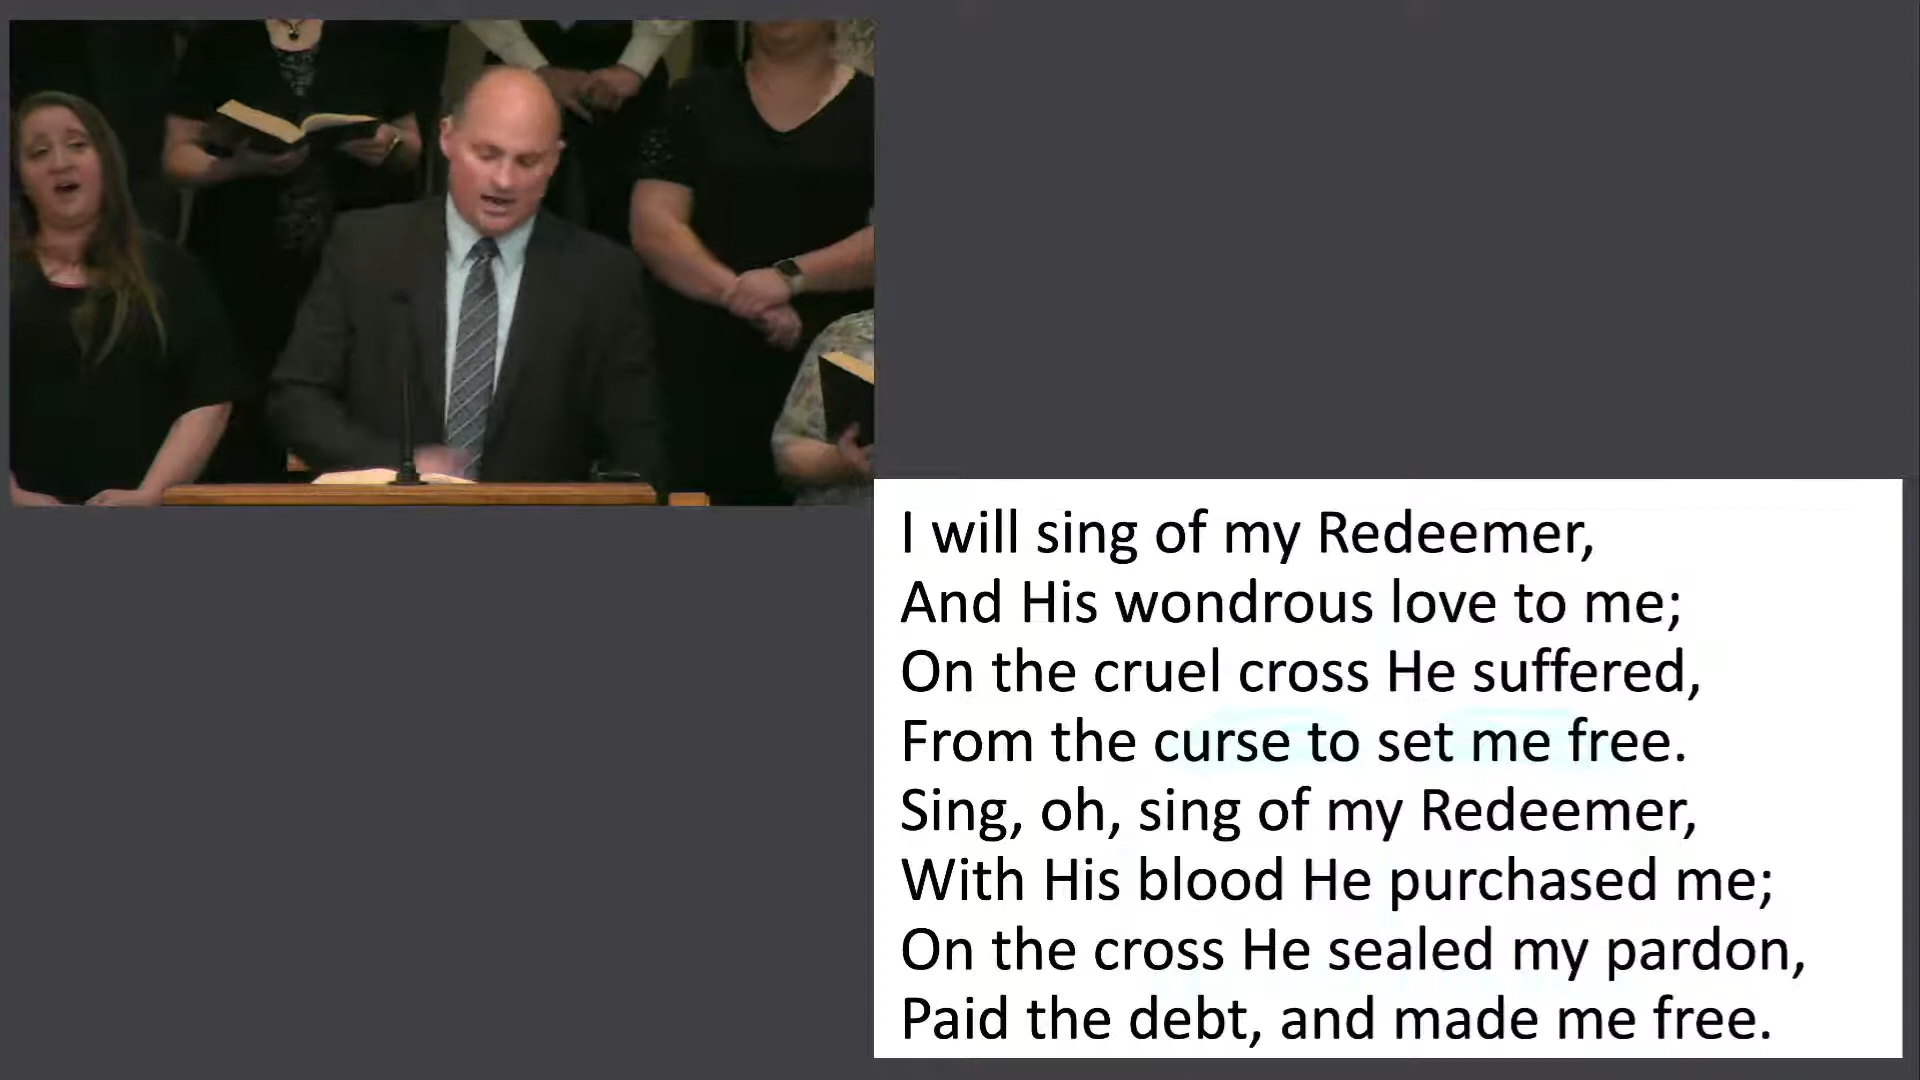 I will sing of my Redeemer,
And His wondrous love to me;
On the cruel cross He suffered,
From the curse to set me free.
Sing, oh, sing of my Redeemer,
With His blood He purchased me;
On the cross He sealed my pardon,
Paid the debt, and made me free.